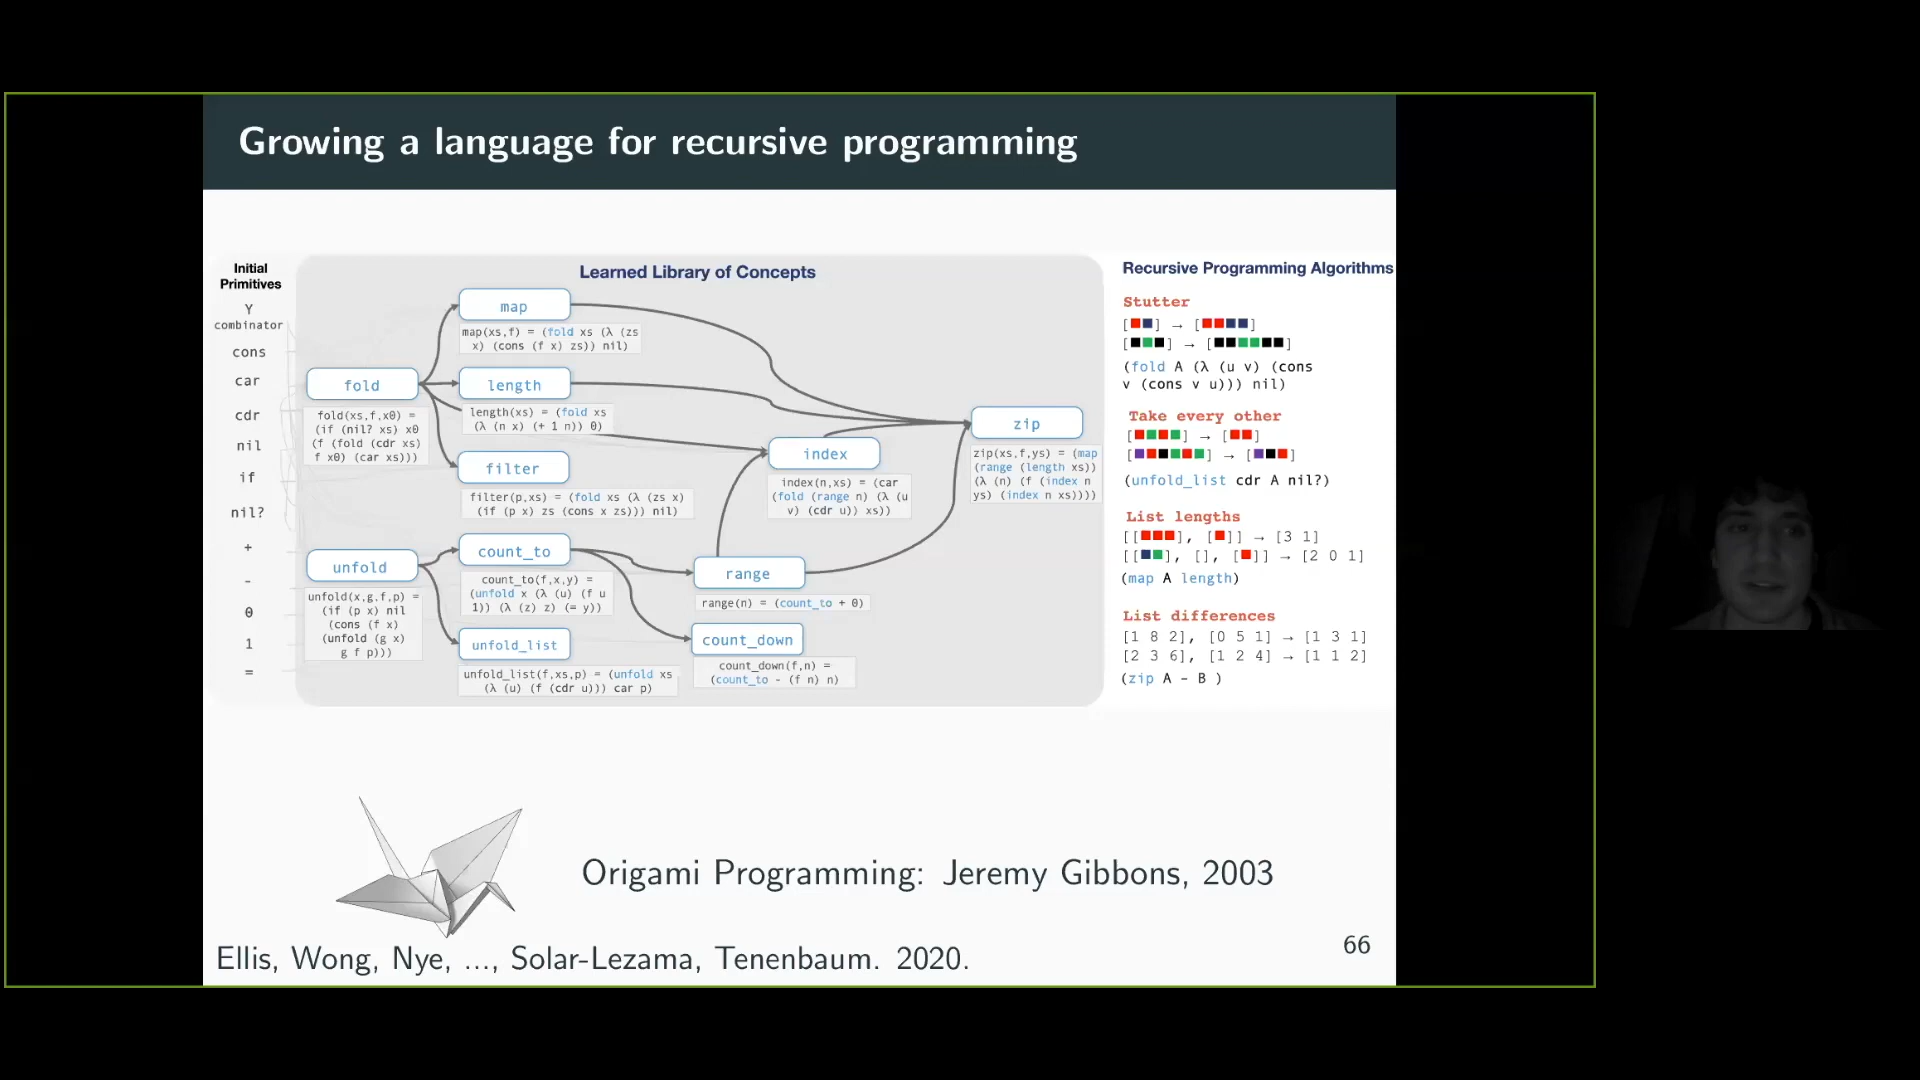 Growing a language for recursive programming
Initial
Primitives
Y
combinator
cons
car
cdr
nil
if
nil?
+
-
0
1
=
Learned Library of Concepts
fold
fold(xs,f,x0) =
(if (nil? xs) x0
(f (fold (cdr xs)
f x0) (car xs)))
unfold
unfold(x,g,f,p) =
(if (p x) nil
(cons (f x)
(unfold (g x)
g f p)))
map
map(xs,f) = (fold xs (λ (zs
x) (cons (f x) zs)) nil)
length
length(xs) = (fold xs
(λ (n x) (+ 1 n)) 0)
filter
filter(p,xs) = (fold xs (λ (zs x)
(if (p x) zs (cons x zs))) nil)
count_to
count_to(f,x,y) =
(unfold x (λ (u) (f u
1)) (λ (z) z) (= y))
unfold_list
unfold_list(f,xs,p) = (unfold xs
(λ (u) (f (cdr u))) car p)
index
index(n,xs) = (car
(fold (range n) (λ (u
v) (cdr u)) xs))
range
range(n) = (count_to + 0)
count_down
count_down(f,n) =
(count_to - (f n) n)
zip
zip(xs,f,ys) = (map
(range (length xs))
(λ (n) (f (index n
ys) (index n xs))))
Recursive Programming Algorithms
Stutter
[■■] → [■■■■]
[■■■] → [■■■■■■]
(fold A (λ (u v) (cons
v (cons v u))) nil)
Take every other
[■■■■] → [■■]
[■■■■■■] → [■■■]
(unfold_list cdr A nil?)
List lengths
[[■■■], [■]] → [3 1]
[[■■], [], [■]] → [2 0 1]
(map A length)
List differences
[1 8 2], [0 5 1] → [1 3 1]
[2 3 6], [1 2 4] → [1 1 2]
(zip A – B )
Origami Programming: Jeremy Gibbons, 2003
Ellis, Wong, Nye, ..., Solar-Lezama, Tenenbaum. 2020.
66